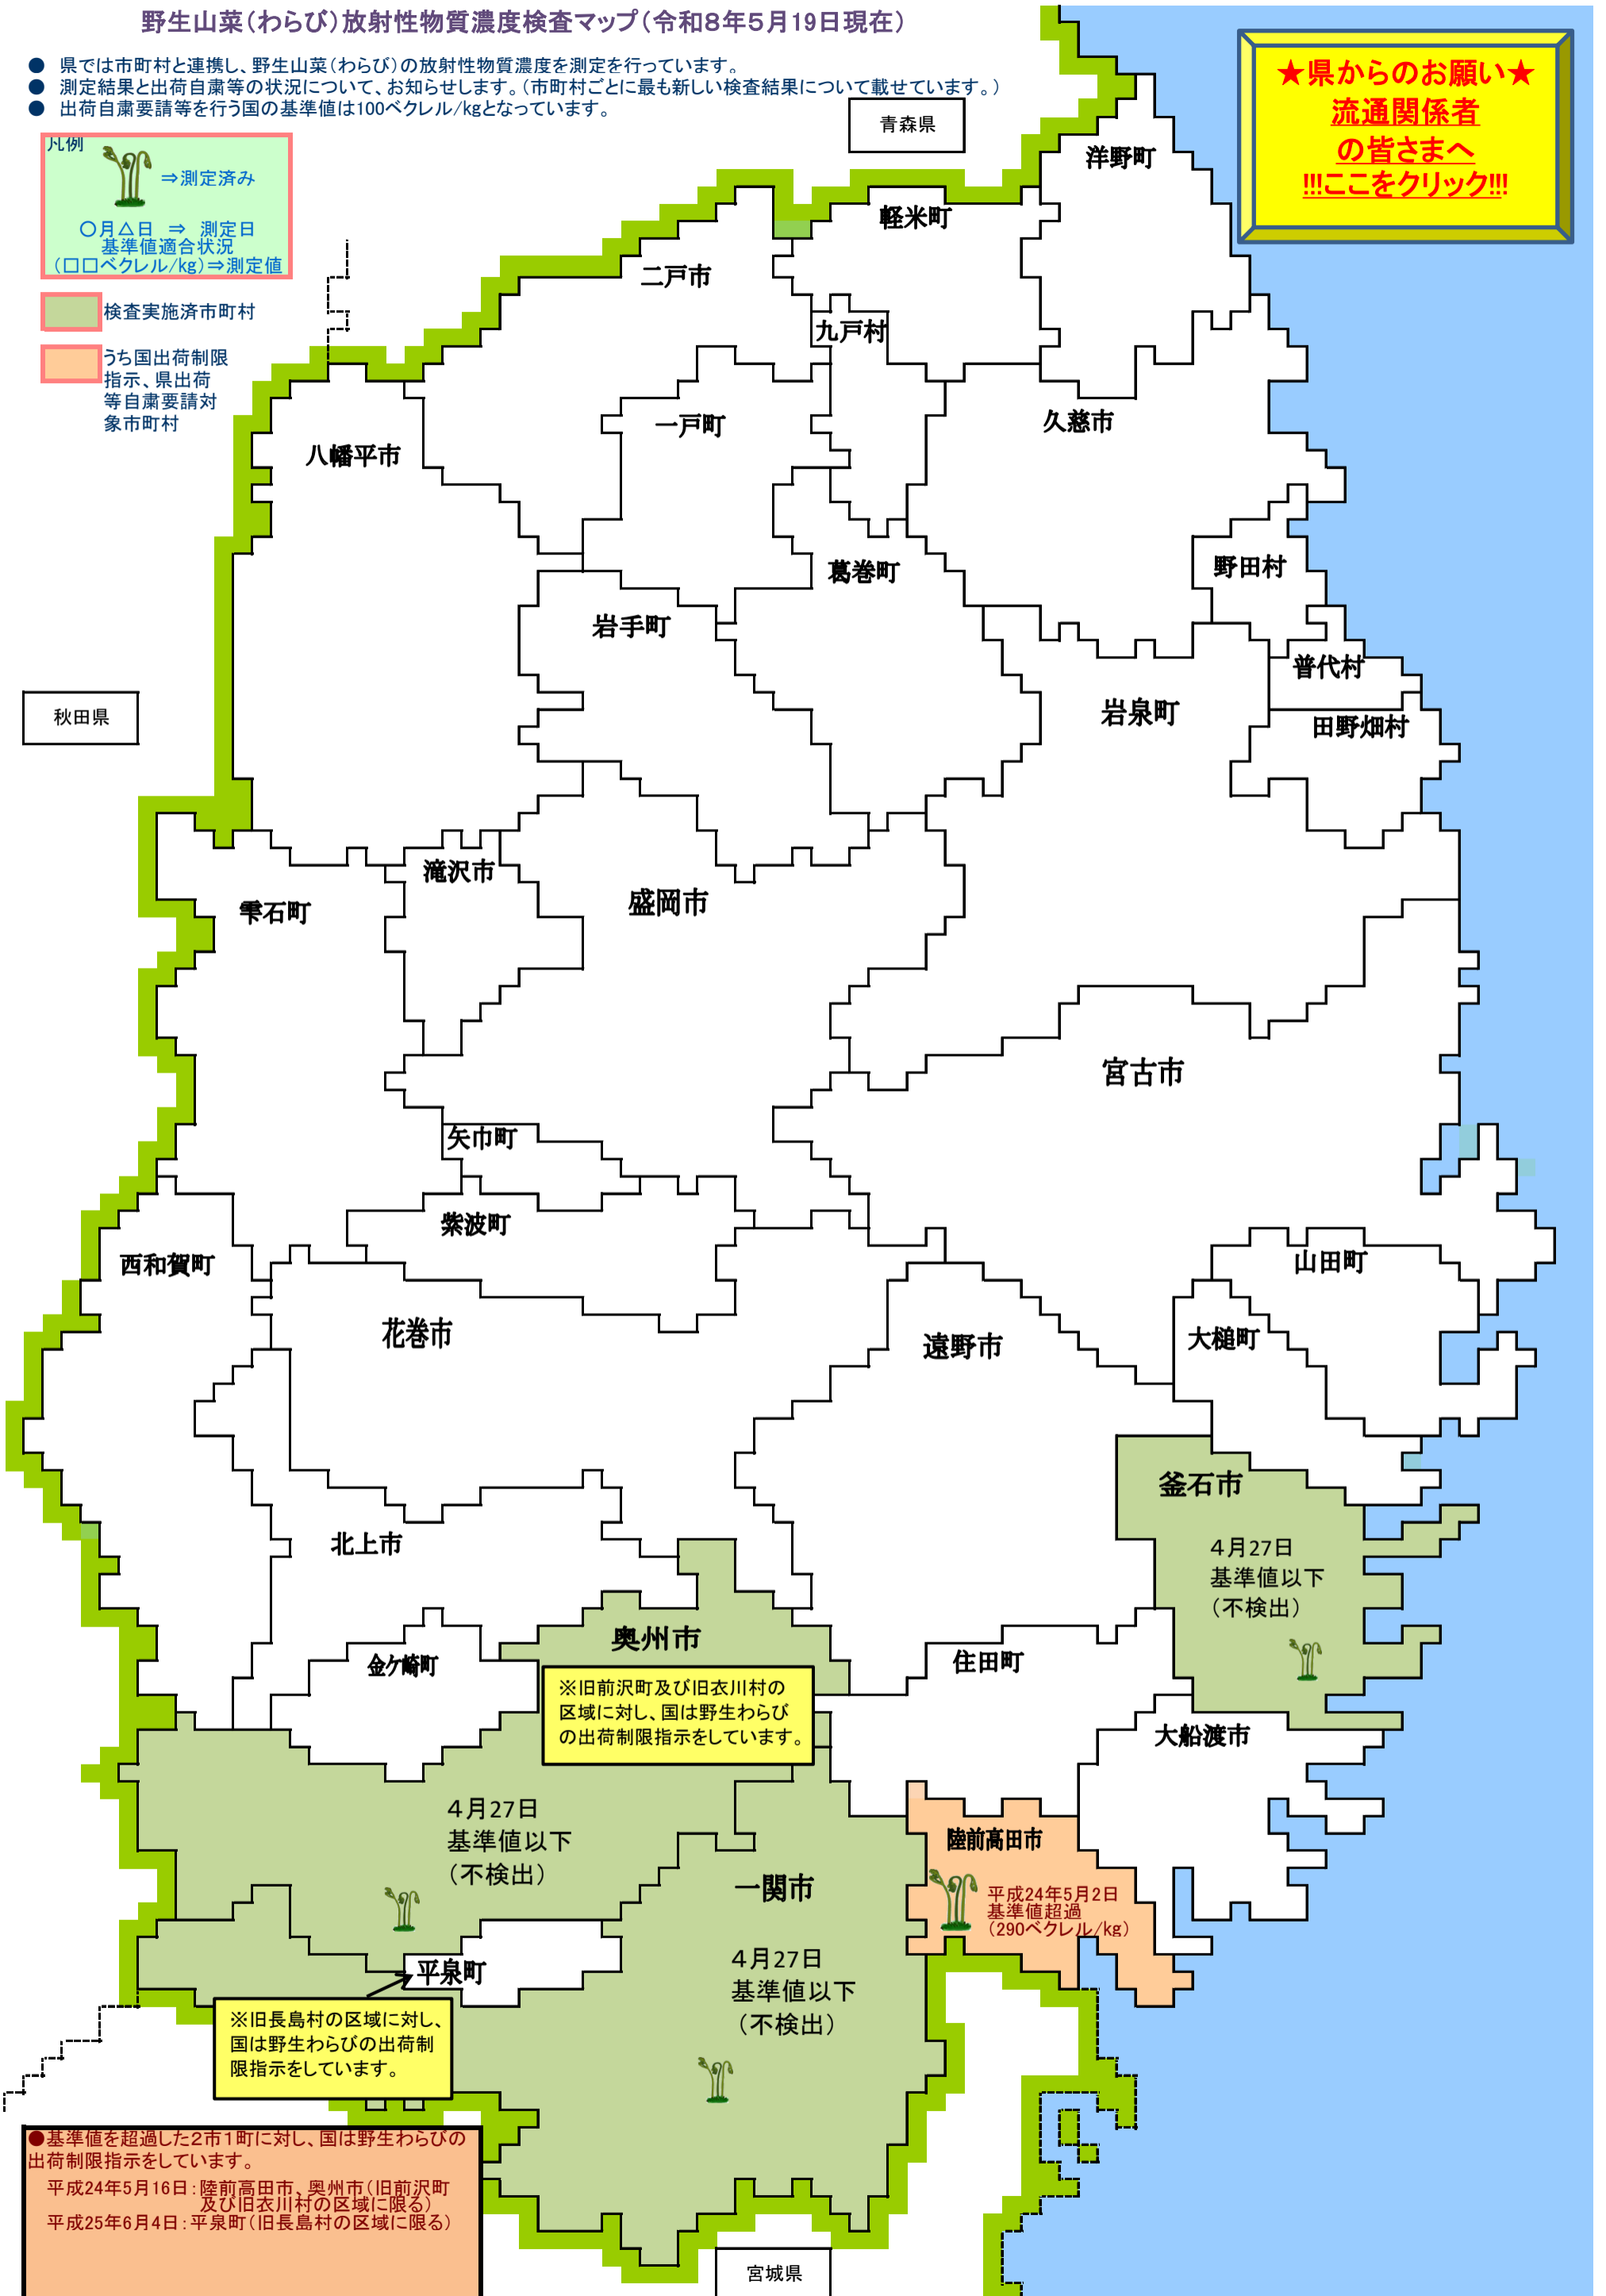 野生山菜（わらび）放射性物質濃度検査マップ（令和８年５月１９日現在）
● 県では市町村と連携し、野生山菜（わらび）の放射性物質濃度を測定を行っています。
● 測定結果と出荷自粛等の状況について、お知らせします。（市町村ごとに最も新しい検査結果について載せています。）
● 出荷自粛要請等を行う国の基準値は100ベクレル/kgとなっています。
★県からのお願い★
流通関係者
の皆さまへ
!!!ここをクリック!!!
凡例
⇒測定済み
〇月△日 ⇒ 測定日
基準値適合状況
（□□ベクレル/kg）⇒測定値
検査実施済市町村
うち国出荷制限
指示、県出荷
等自粛要請対
象市町村
青森県
洋野町
軽米町
二戸市
九戸村
一戸町
久慈市
八幡平市
葛巻町
野田村
岩手町
普代村
秋田県
岩泉町
田野畑村
滝沢市
盛岡市
雫石町
宮古市
矢巾町
紫波町
西和賀町
山田町
花巻市
遠野市
大槌町
釜石市
４月27日
基準値以下
（不検出）
北上市
奥州市
金ケ崎町
住田町
※旧前沢町及び旧衣川村の
区域に対し、国は野生わらび
の出荷制限指示をしています。
大船渡市
４月27日
基準値以下
（不検出）
陸前高田市
平成24年５月２日
基準値超過
（290ベクレル/kg）
一関市
４月27日
基準値以下
（不検出）
平泉町
※旧長島村の区域に対し、
国は野生わらびの出荷制
限指示をしています。
●基準値を超過した２市１町に対し、国は野生わらびの
出荷制限指示をしています。
平成24年５月16日：陸前高田市、奥州市（旧前沢町
及び旧衣川村の区域に限る）
平成25年６月４日：平泉町（旧長島村の区域に限る）
宮城県